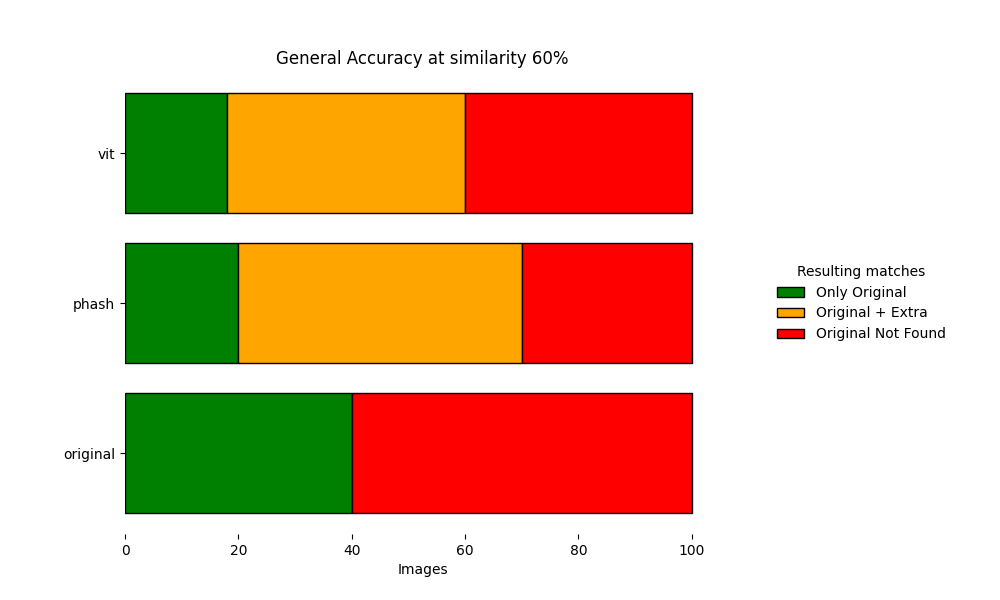 General Accuracy at similarity 60%
vit
phash
original
0 20 40 60 80 100
Images
Resulting matches
Only Original
Original + Extra
Original Not Found